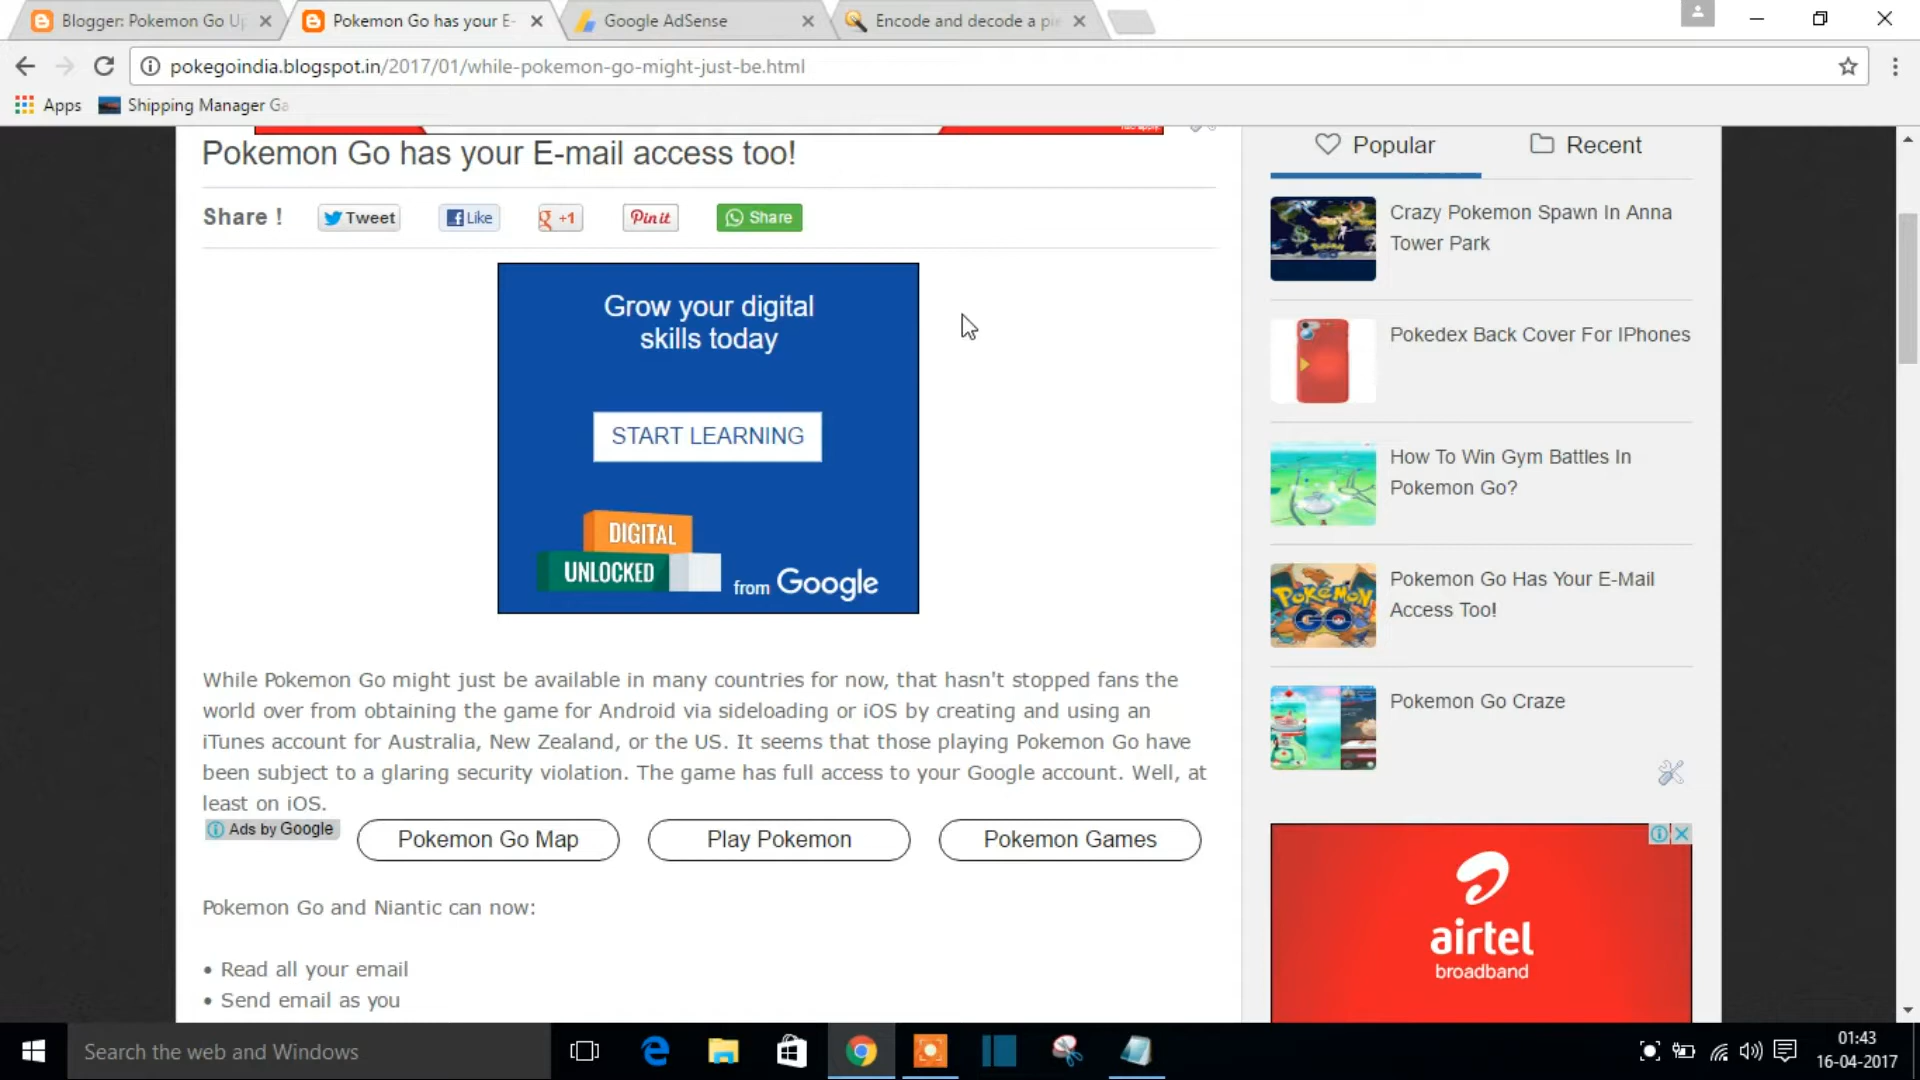 Blogger: Pokemon Go Up
Pokemon Go has your E-
Google AdSense
Encode and decode a pie
pokegoindia.blogspot.in/2017/01/while-pokemon-go-might-just-be.html
Apps
Shipping Manager Ga
Pokemon Go has your E-mail access too!
Share !
Tweet
Like
+1
Pin it
Share
Grow your digital
skills today
START LEARNING
DIGITAL
UNLOCKED
from Google
While Pokemon Go might just be available in many countries for now, that hasn't stopped fans the
world over from obtaining the game for Android via sideloading or iOS by creating and using an
iTunes account for Australia, New Zealand, or the US. It seems that those playing Pokemon Go have
been subject to a glaring security violation. The game has full access to your Google account. Well, at
least on iOS.
Ads by Google
Pokemon Go Map
Play Pokemon
Pokemon Games
Pokemon Go and Niantic can now:
• Read all your email
• Send email as you
Popular
Recent
Crazy Pokemon Spawn In Anna
Tower Park
Pokedex Back Cover For IPhones
How To Win Gym Battles In
Pokemon Go?
Pokemon Go Has Your E-Mail
Access Too!
POKÉMON
GO
Pokemon Go Craze
airtel
broadband
Search the web and Windows
01:43
16-04-2017